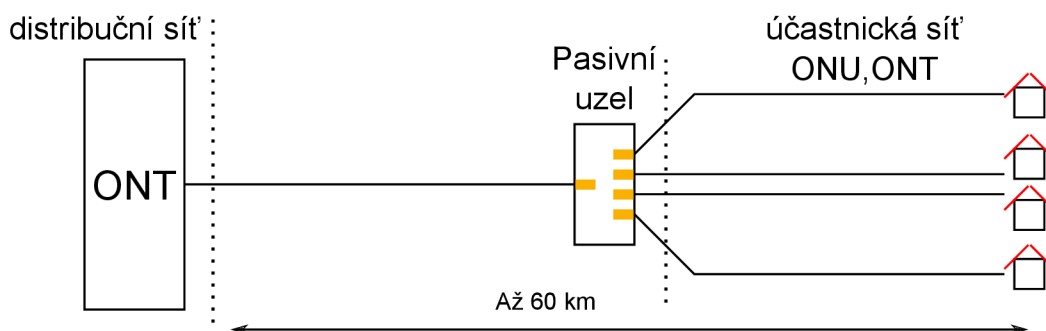 distribuční síť
ONT
Pasivní
uzel
účastnická síť
ONU,ONT
Až 60 km